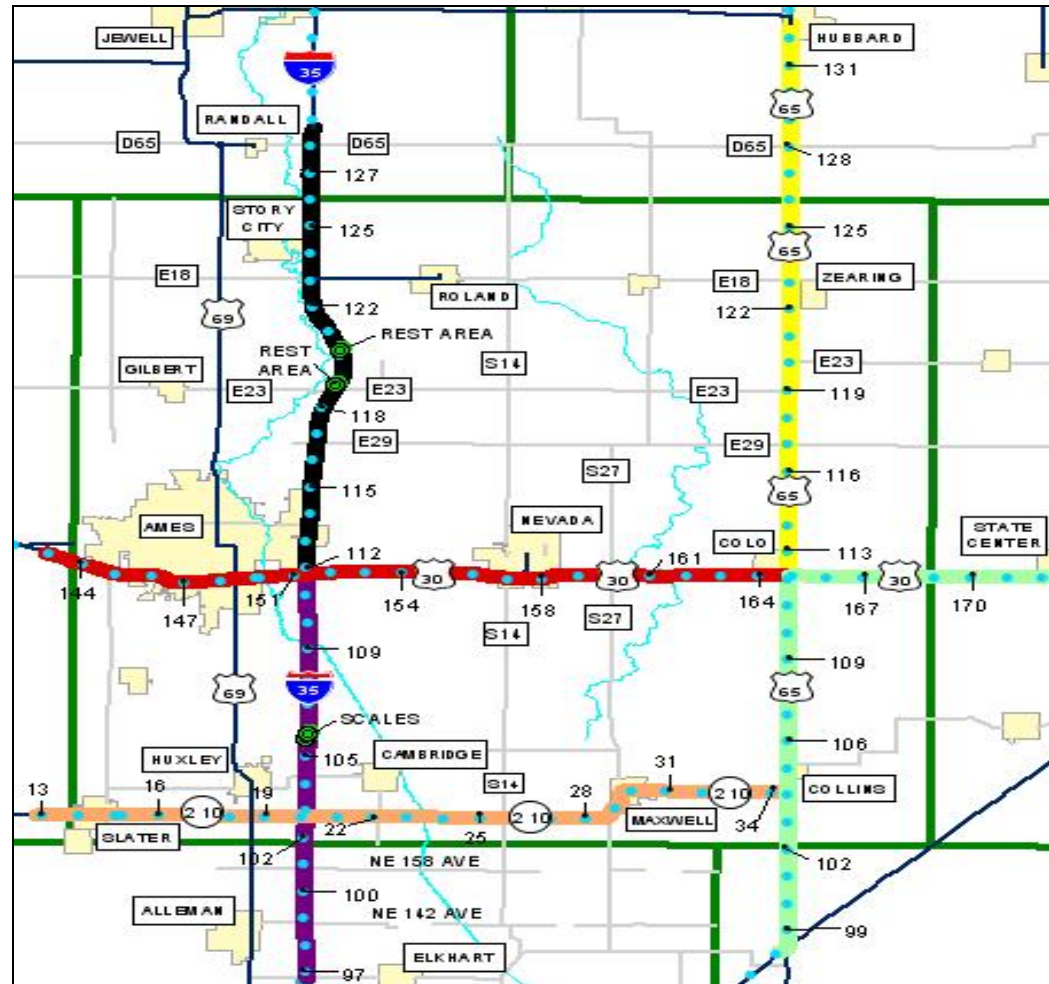 JEWELL
HUBBARD
35
131
65
RANDALL
D65
D65
D65
128
127
STORY
CITY
125
125
65
E18
ROLAND
E18
ZEARING
69
122
122
REST AREA
REST
AREA
S14
GILBERT
E23
E23
E23
E23
119
118
E29
E29
S27
116
115
65
AMES
NEVADA
COLO
STATE
CENTER
112
161
113
30
30
30
144
147
151
154
158
164
167
170
S14
S27
109
109
69
35
65
SCALES
105
106
HUXLEY
CAMBRIDGE
S14
31
13
16
19
28
210
COLLINS
210
22
25
210
MAXWELL
34
SLATER
102
NE 158 AVE
102
100
ALLEMAN
NE 142 AVE
99
ELKHART
97